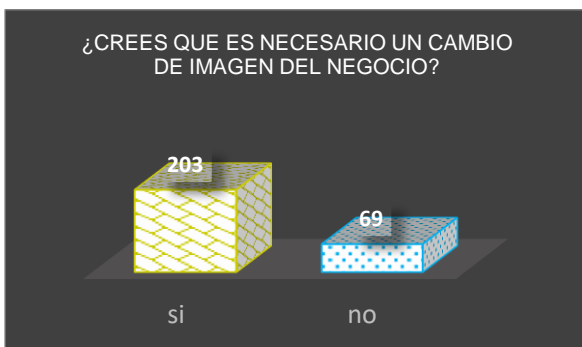 ¿CREES QUE ES NECESARIO UN CAMBIO
DE IMAGEN DEL NEGOCIO?
203
69
si
no